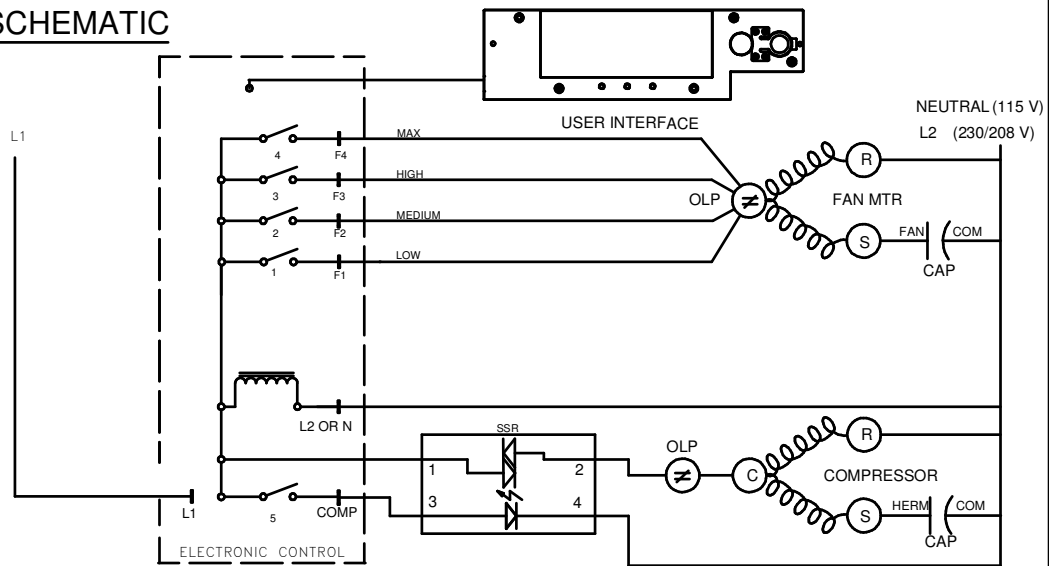 SCHEMATIC
NEUTRAL (115 V)
L2 (230/208 V)
L1
USER INTERFACE
MAX
4
F4
HIGH
3
F3
MEDIUM
2
F2
LOW
1
F1
OLP
R
FAN MTR
S
FAN
COM
CAP
L2 OR N
SSR
1
2
3
4
OLP
C
R
COMPRESSOR
S
HERM
COM
CAP
L1
5
COMP
ELECTRONIC CONTROL